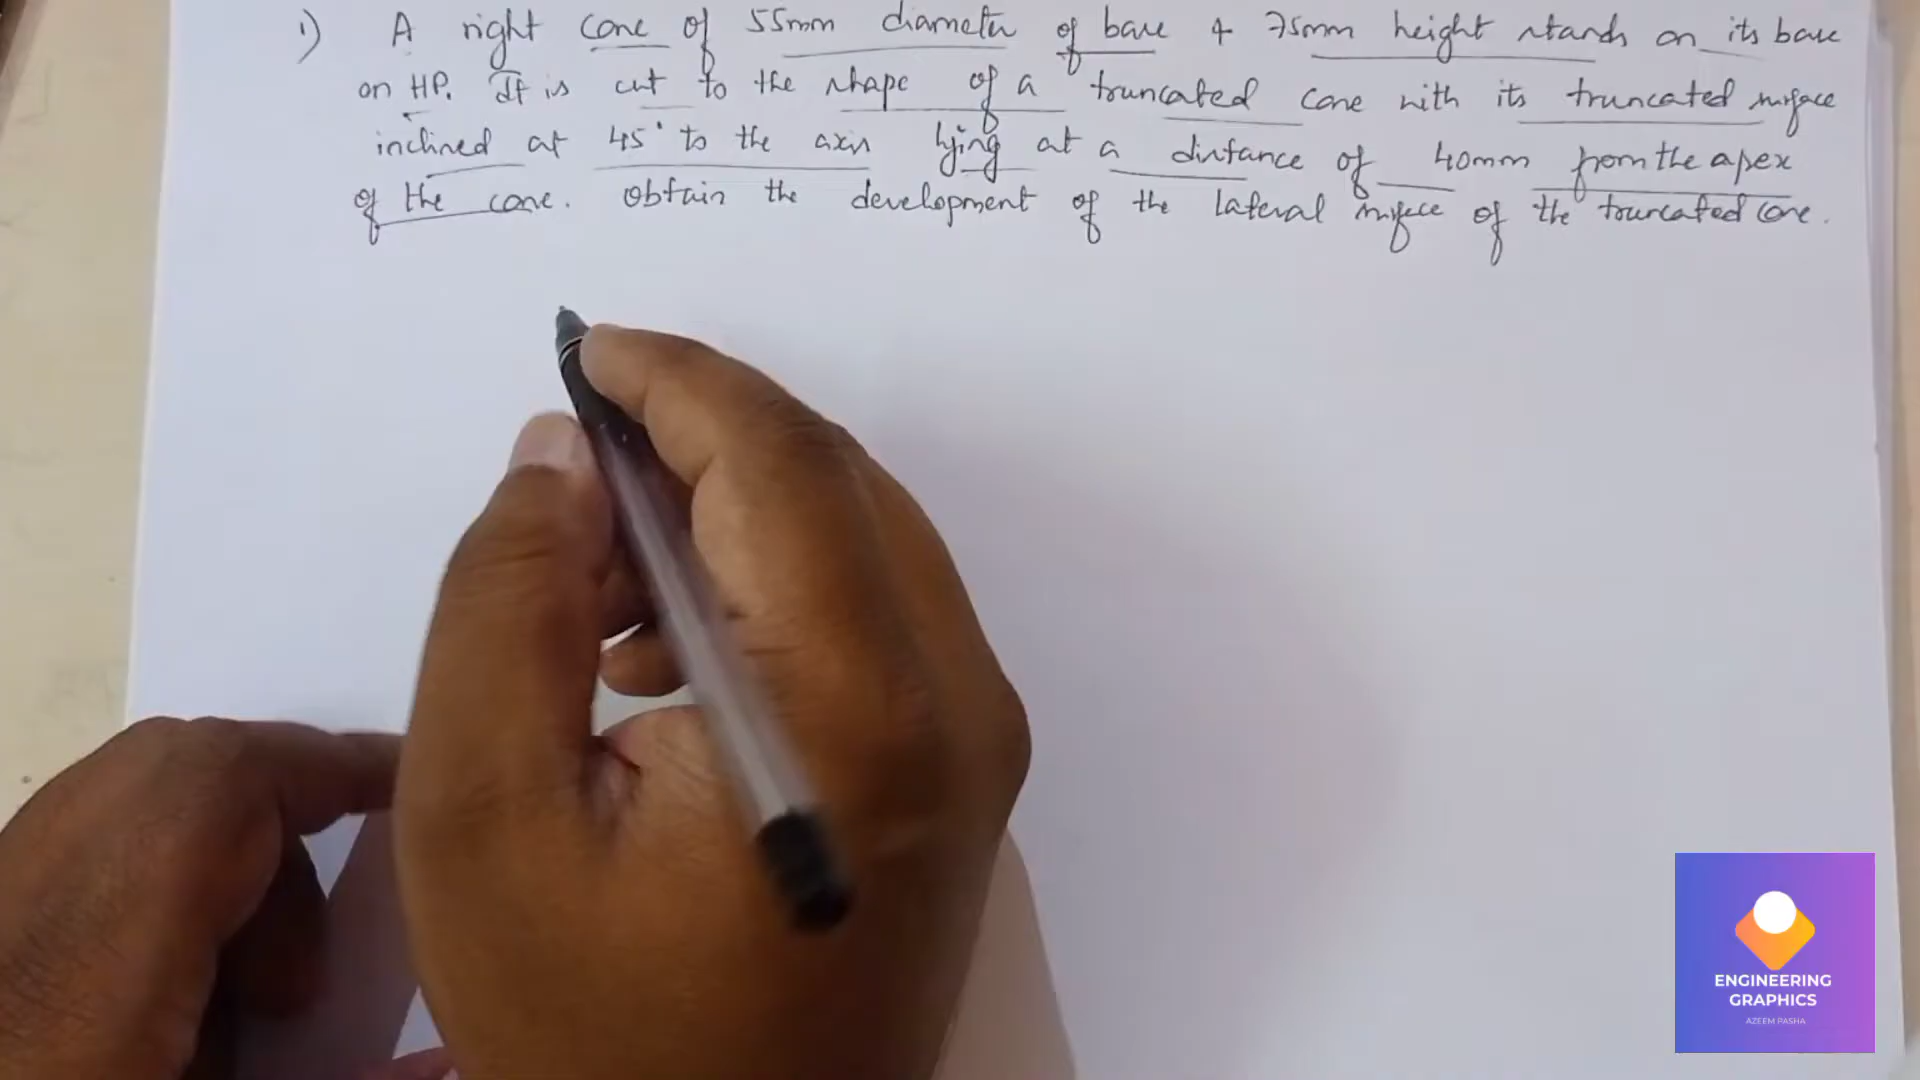 1) A right cone of 55mm diameter of base & 75mm height stands on its base
on HP. It is cut to the shape of a truncated cone with its truncated surface
inclined at 45° to the axis lying at a distance of 40mm from the apex
of the cone. Obtain the development of the lateral surface of the truncated cone.
ENGINEERING
GRAPHICS
AZEEM PASHA